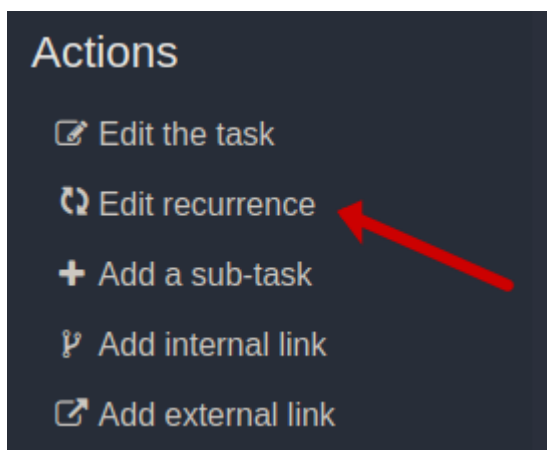 Actions
Edit the task
Edit recurrence
Add a sub-task
Add internal link
Add external link